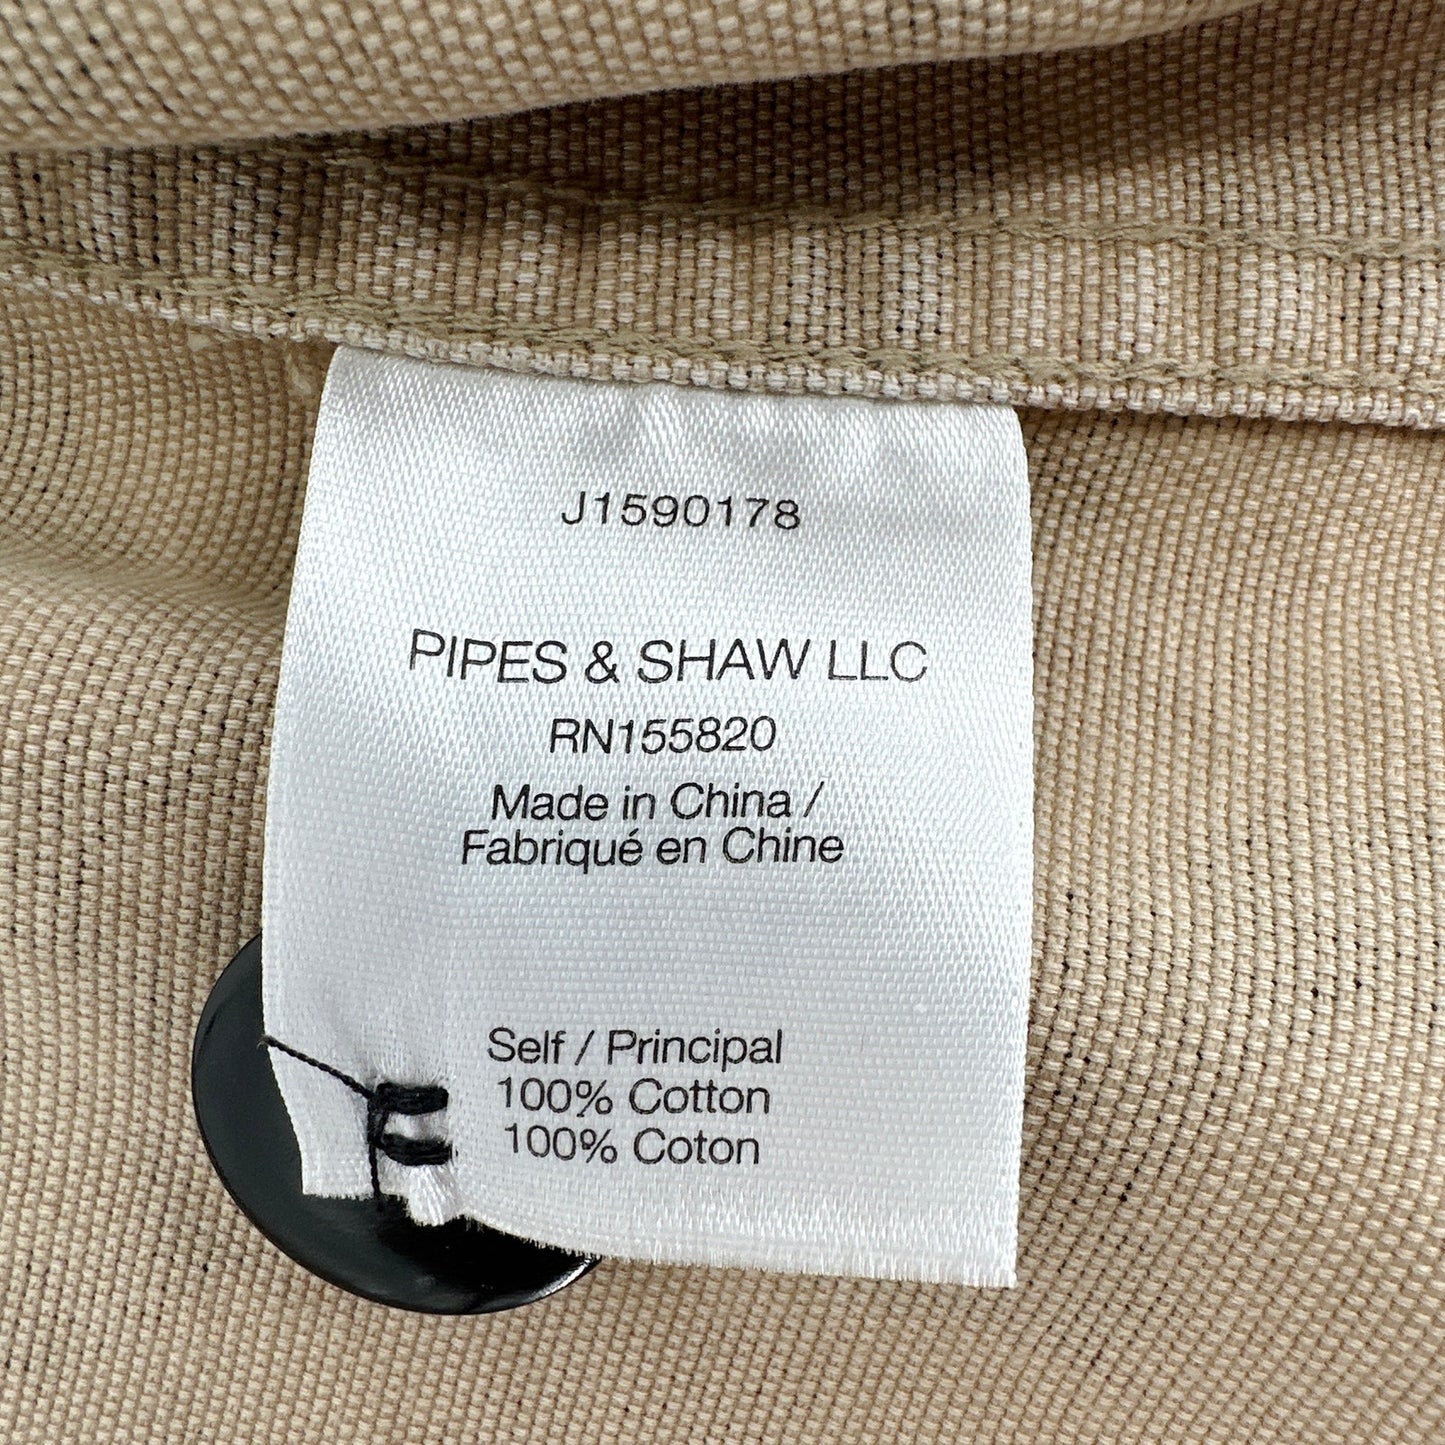 J1590178
PIPES & SHAW LLC
RN155820
Made in China /
Fabriqué en Chine
Self / Principal
100% Cotton
100% Coton